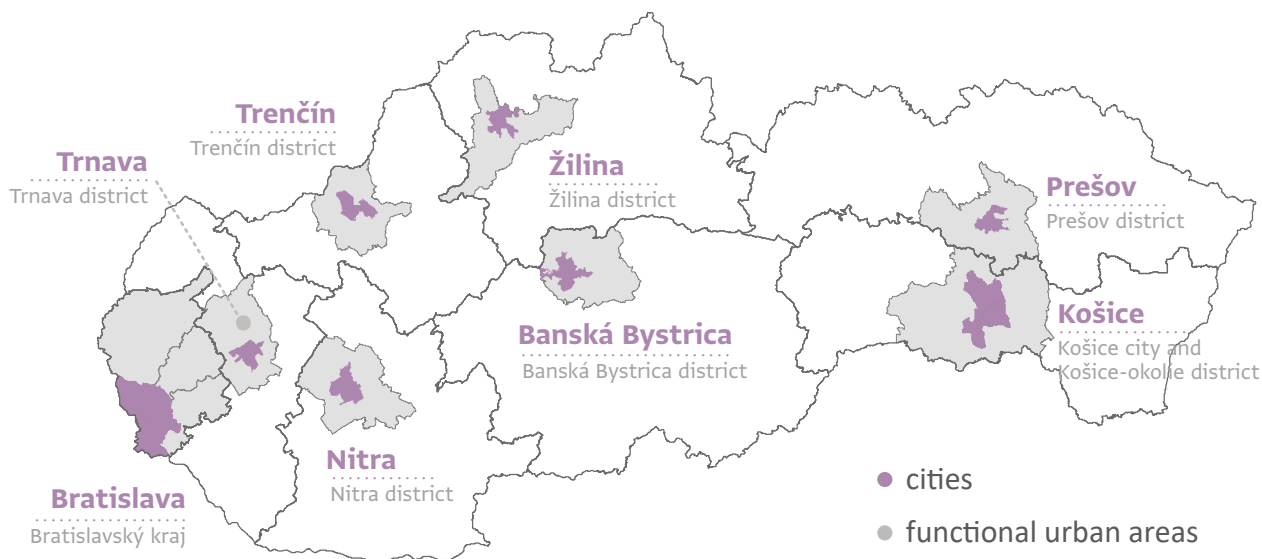 Trenčín
Trenčín district
Trnava
Trnava district
Žilina
Žilina district
Prešov
Prešov district
Košice
Košice city and
Košice-okolie district
Banská Bystrica
Banská Bystrica district
Nitra
Nitra district
Bratislava
Bratislavský kraj
cities
functional urban areas